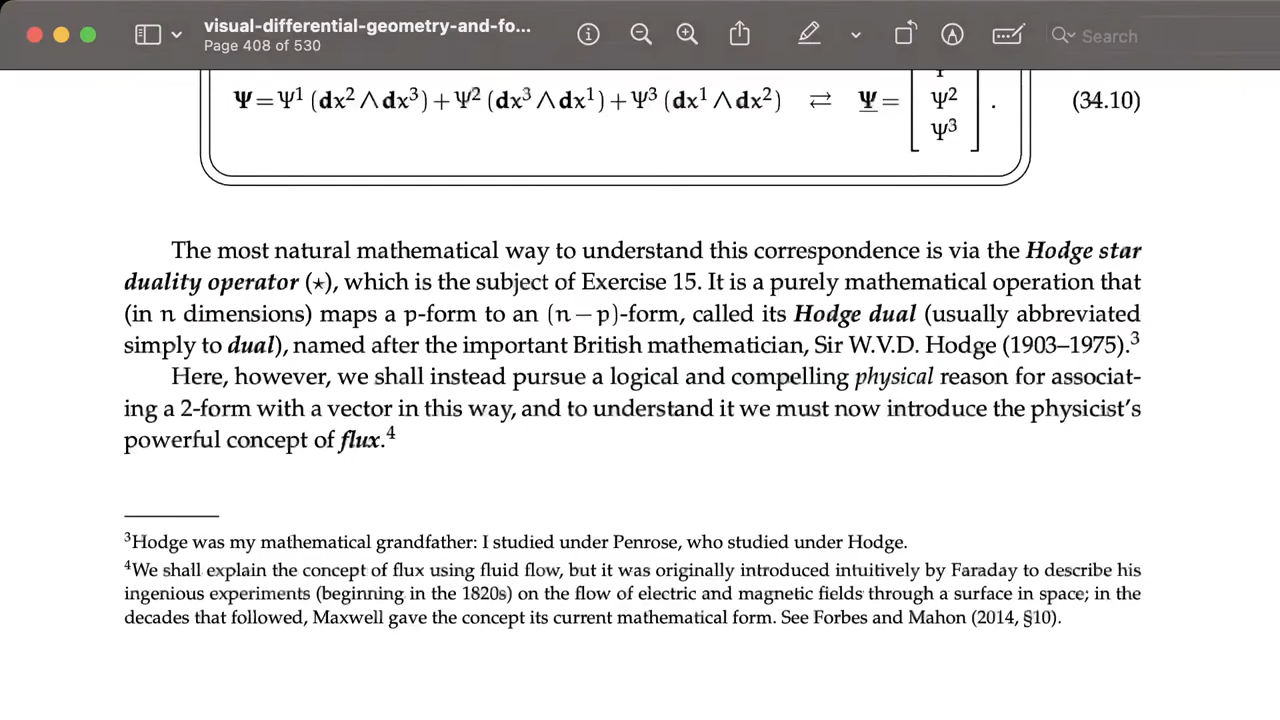 visual-differential-geometry-and-fo...
Page 408 of 530
Search
Ψ=Ψ¹ (dx² ∧dx³)+Ψ² (dx³ ∧dx¹)+Ψ³ (dx¹ ∧dx²) ⇄ Ψ= Ψ² Ψ³ . (34.10)
The most natural mathematical way to understand this correspondence is via the Hodge star
duality operator (⋆), which is the subject of Exercise 15. It is a purely mathematical operation that
(in n dimensions) maps a p-form to an (n−p)-form, called its Hodge dual (usually abbreviated
simply to dual), named after the important British mathematician, Sir W.V.D. Hodge (1903–1975).³
Here, however, we shall instead pursue a logical and compelling physical reason for associat-
ing a 2-form with a vector in this way, and to understand it we must now introduce the physicist's
powerful concept of flux.⁴
³Hodge was my mathematical grandfather: I studied under Penrose, who studied under Hodge.
⁴We shall explain the concept of flux using fluid flow, but it was originally introduced intuitively by Faraday to describe his
ingenious experiments (beginning in the 1820s) on the flow of electric and magnetic fields through a surface in space; in the
decades that followed, Maxwell gave the concept its current mathematical form. See Forbes and Mahon (2014, §10).